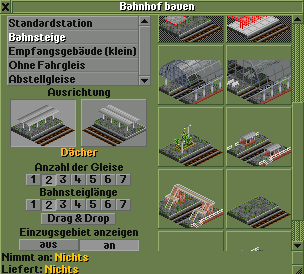 Bahnhof bauen
Standardstation
Bahnsteige
Empfangsgebäude (klein)
Ohne Fahrgleis
Abstellgleise
Ausrichtung
Dächer
Anzahl der Gleise
1 2 3 4 5 6 7
Bahnsteiglänge
1 2 3 4 5 6 7
Drag & Drop
Einzugsgebiet anzeigen
aus an
Nimmt an: Nichts
Liefert: Nichts